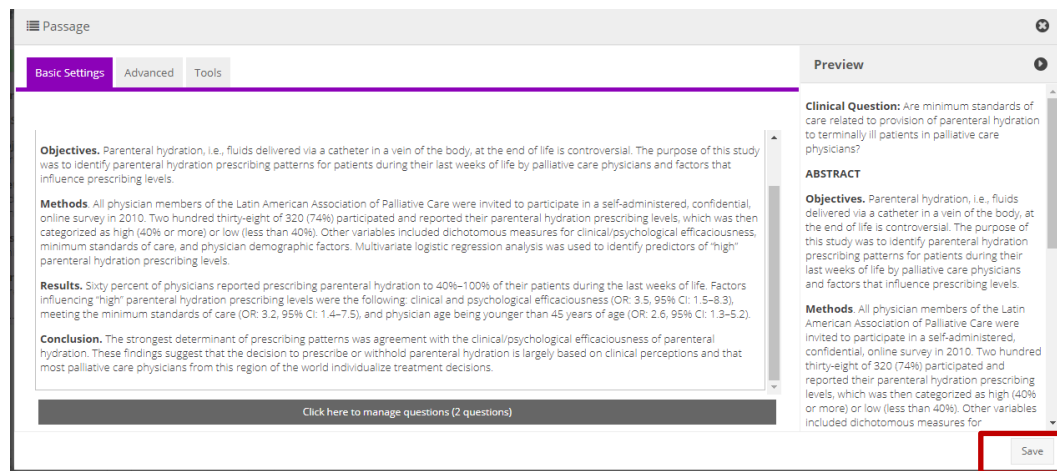 Passage
Basic Settings
Advanced
Tools
Objectives. Parenteral hydration, i.e., fluids delivered via a catheter in a vein of the body, at the end of life is controversial. The purpose of this study
was to identify parenteral hydration prescribing patterns for patients during their last weeks of life by palliative care physicians and factors that
influence prescribing levels.
Methods. All physician members of the Latin American Association of Palliative Care were invited to participate in a self-administered, confidential,
online survey in 2010. Two hundred thirty-eight of 320 (74%) participated and reported their parenteral hydration prescribing levels, which was then
categorized as high (40% or more) or low (less than 40%). Other variables included dichotomous measures for clinical/psychological efficaciousness,
minimum standards of care, and physician demographic factors. Multivariate logistic regression analysis was used to identify predictors of "high"
parenteral hydration prescribing levels.
Results. Sixty percent of physicians reported prescribing parenteral hydration to 40%–100% of their patients during the last weeks of life. Factors
influencing "high" parenteral hydration prescribing levels were the following: clinical and psychological efficaciousness (OR: 3.5, 95% CI: 1.5–8.3),
meeting the minimum standards of care (OR: 3.2, 95% CI: 1.4–7.5), and physician age being younger than 45 years of age (OR: 2.6, 95% CI: 1.3–5.2).
Conclusion. The strongest determinant of prescribing patterns was agreement with the clinical/psychological efficaciousness of parenteral
hydration. These findings suggest that the decision to prescribe or withhold parenteral hydration is largely based on clinical perceptions and that
most palliative care physicians from this region of the world individualize treatment decisions.
Click here to manage questions (2 questions)
Preview
Clinical Question: Are minimum standards of
care related to provision of parenteral hydration
to terminally ill patients in palliative care
physicians?
ABSTRACT
Objectives. Parenteral hydration, i.e., fluids
delivered via a catheter in a vein of the body, at
the end of life is controversial. The purpose of
this study was to identify parenteral hydration
prescribing patterns for patients during their
last weeks of life by palliative care physicians
and factors that influence prescribing levels.
Methods. All physician members of the Latin
American Association of Palliative Care were
invited to participate in a self-administered,
confidential, online survey in 2010. Two hundred
thirty-eight of 320 (74%) participated and
reported their parenteral hydration prescribing
levels, which was then categorized as high (40%
or more) or low (less than 40%). Other variables
included dichotomous measures for
Save